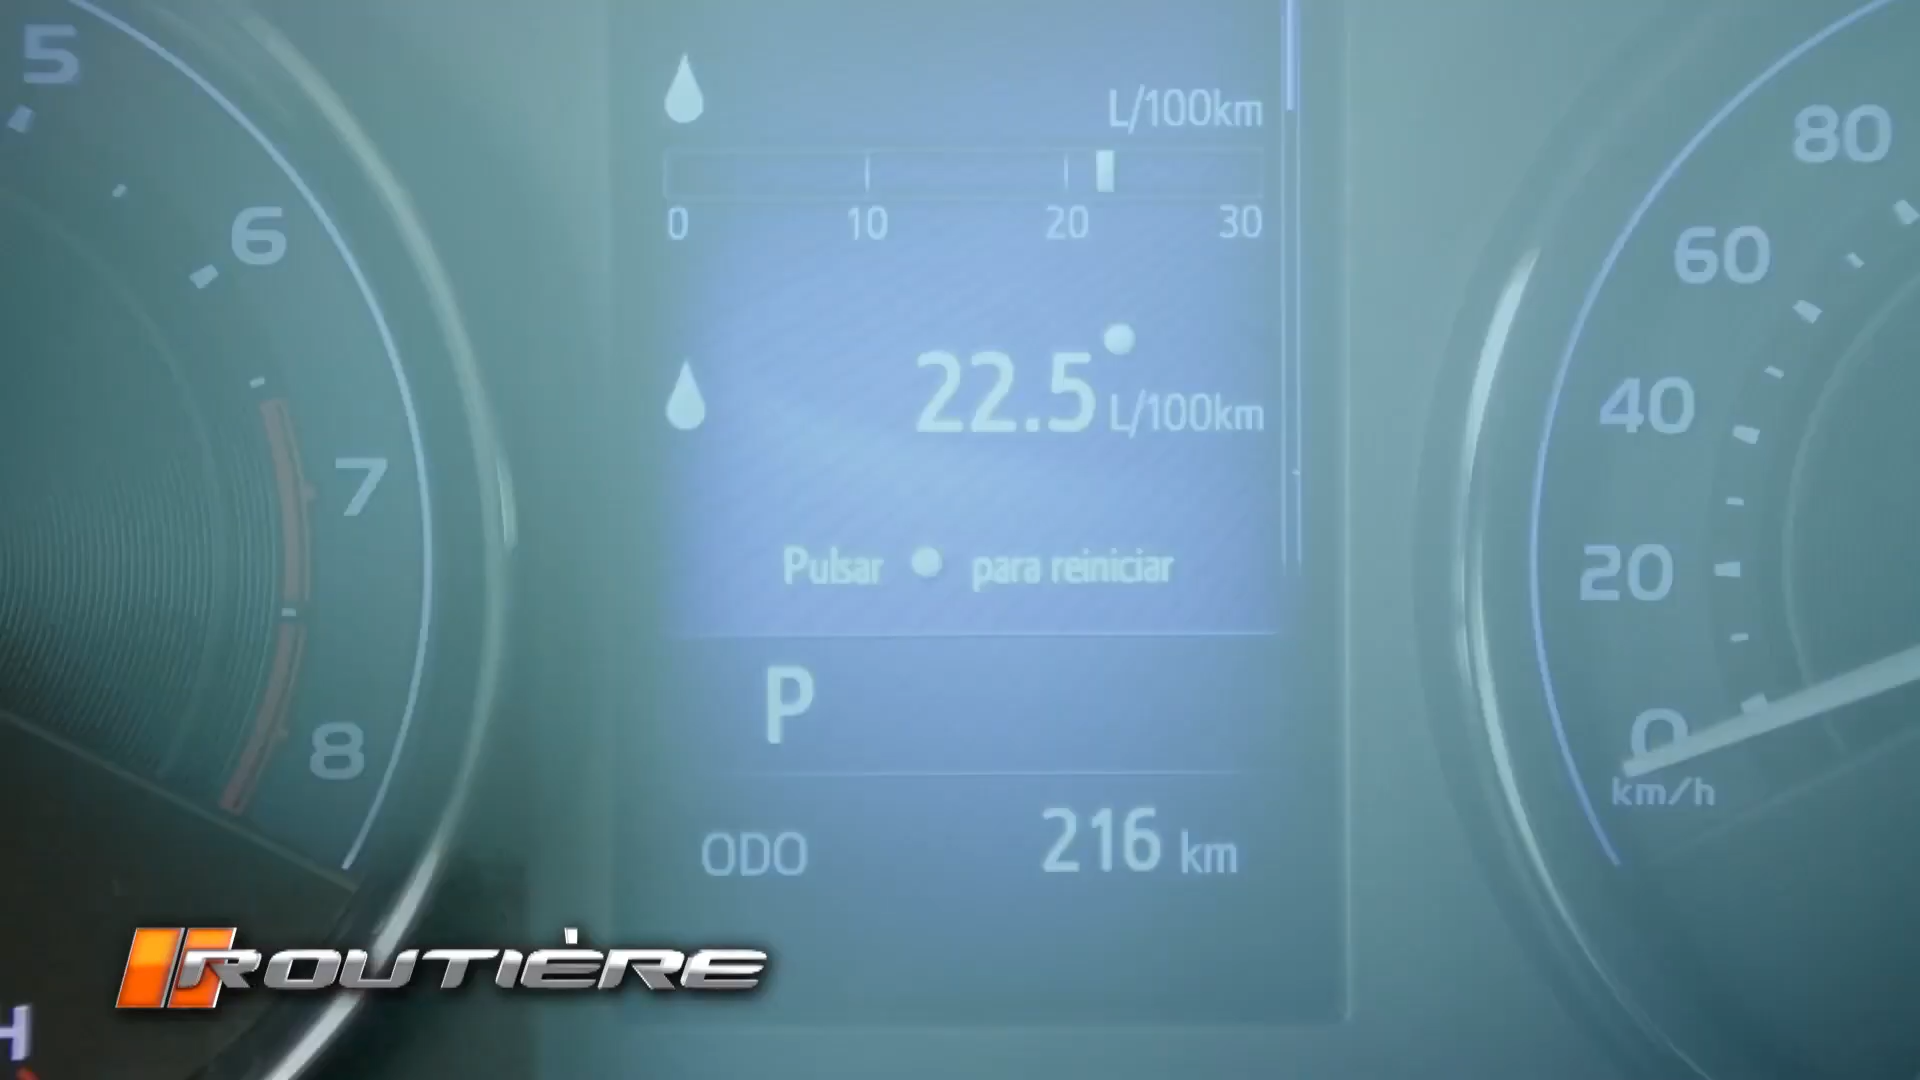 5
6
7
8
L/100km
0 10 20 30
22.5 L/100km
Pulsar para reiniciar
P
ODO 216 km
80
60
40
20
0
km/h
ROUTIÈRE
H